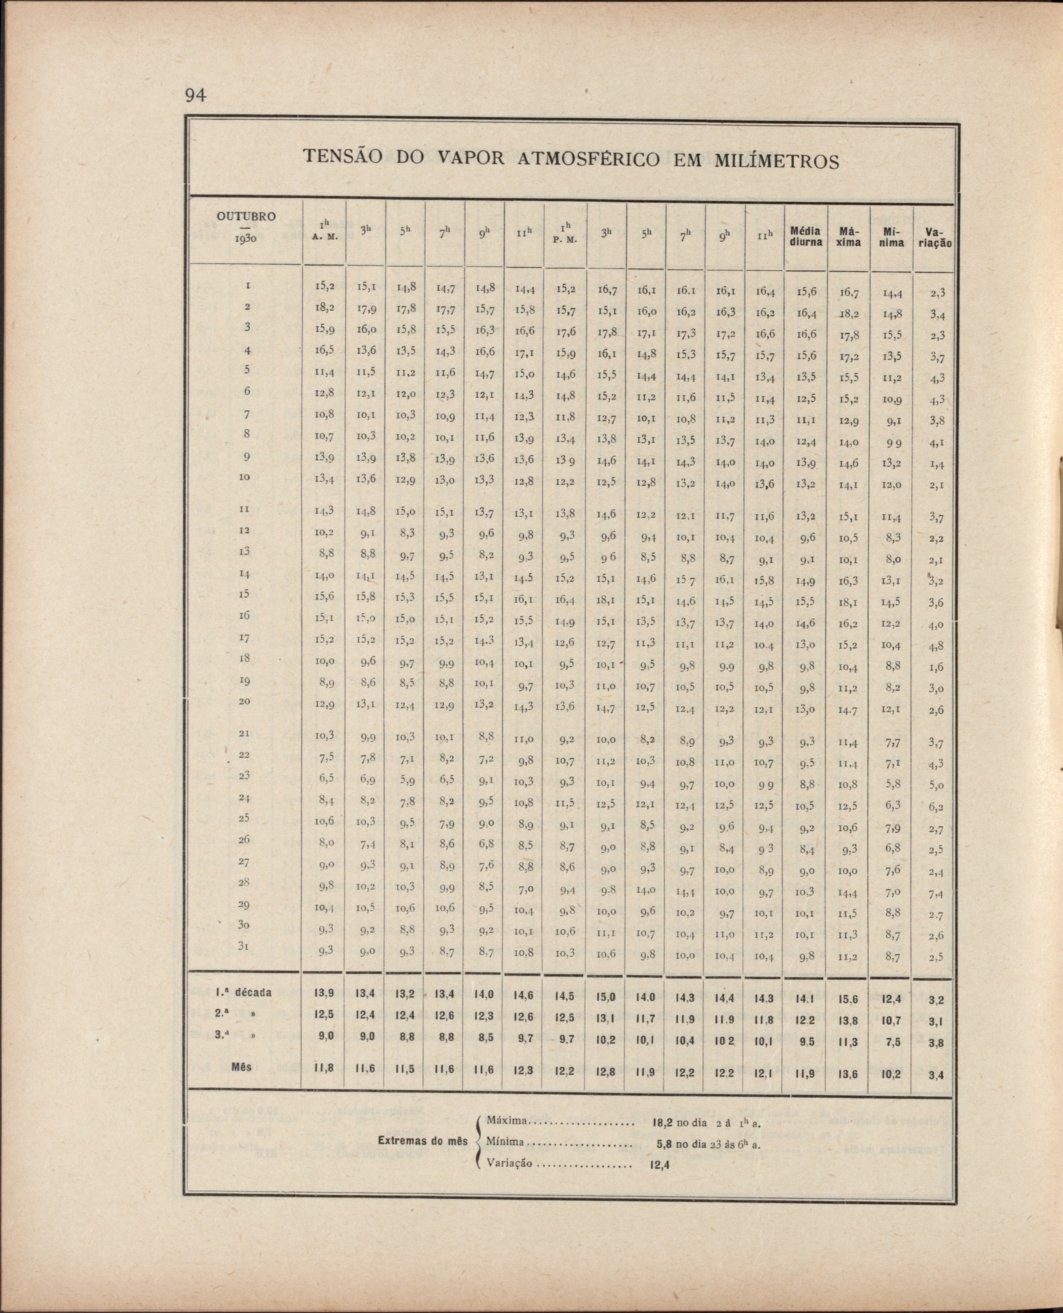 94
TENSÃO DO VAPOR ATMOSFÉRICO EM MILÍMETROS
OUTUBRO — 1930 1h A. M. 3h 5h 7h 9h 11h 1h P. M. 3h 5h 7h 9h 11h Média diurna Má-xima Mí-nima Va-riação
1 15,2 15,1 14,8 14,7 14,8 14,4 15,2 16,7 16,1 16.1 16,1 16,4 15,6 16,7 14,4 2,3
2 18,2 17,9 17,8 17,7 15,7 15,8 15,7 15,1 16,0 16,2 16,3 16,2 16,4 18,2 14,8 3,4
3 15,9 16,0 15,8 15,5 16,3 16,6 17,6 17,8 17,1 17,3 17,2 16,6 16,6 17,8 15,5 2,3
4 16,5 13,6 13,5 14,3 16,6 17,1 15,9 16,1 14,8 15,3 15,7 15,7 15,6 17,2 13,5 3,7
5 11,4 11,5 11,2 11,6 14,7 15,0 14,6 15,5 14,4 14,4 14,1 13,4 13,5 15,5 11,2 4,3
6 12,8 12,1 12,0 12,3 12,1 14,3 14,8 15,2 11,2 11,6 11,5 11,4 12,5 15,2 10,9 4,3
7 10,8 10,1 10,3 10,9 11,4 12,3 11,8 12,7 10,1 10,8 11,2 11,3 11,1 12,9 9,1 3,8
8 10,7 10,3 10,2 10,1 11,6 13,9 13,4 13,8 13,1 13,5 13,7 14,0 12,4 14,0 9 9 4,1
9 13,9 13,9 13,8 13,9 13,6 13,6 13 9 14,6 14,1 14,3 14,0 14,0 13,9 14,6 13,2 1,4
10 13,4 13,6 12,9 13,0 13,3 12,8 12,2 12,5 12,8 13,2 14,0 13,6 13,2 14,1 12,0 2,1
11 14,3 14,8 15,0 15,1 13,7 13,1 13,8 14,6 12,2 12,1 11,7 11,6 13,2 15,1 11,4 3,7
12 10,2 9,1 8,3 9,3 9,6 9,8 9,3 9,6 9,4 10,1 10,4 10,4 9,6 10,5 8,3 2,2
13 8,8 8,8 9,7 9,5 8,2 9,3 9,5 9 6 8,5 8,8 8,7 9,1 9,1 10,1 8,0 2,1
14 14,0 14,1 14,5 14,5 13,1 14,5 15,2 15,1 14,6 15 7 16,1 15,8 14,9 16,3 13,1 3,2
15 15,6 15,8 15,3 15,5 15,1 16,1 16,4 18,1 15,1 14,6 14,5 14,5 15,5 18,1 14,5 3,6
16 15,1 15,0 15,0 15,1 15,2 15,5 14,9 15,1 13,5 13,7 13,7 14,0 14,6 16,2 12,2 4,0
17 15,2 15,2 15,2 15,2 14,3 13,4 12,6 12,7 11,3 11,1 11,2 10.4 13,0 15,2 10,4 4,8
18 10,0 9,6 9,7 9,9 10,4 10,1 9,5 10,1 9,5 9,8 9,9 9,8 9,8 10,4 8,8 1,6
19 8,9 8,6 8,5 8,8 10,1 9,7 10,3 11,0 10,7 10,5 10,5 10,5 9,8 11,2 8,2 3,0
20 12,9 13,1 12,4 12,9 13,2 14,3 13,6 14,7 12,5 12,4 12,2 12,1 13,0 14,7 12,1 2,6
21 10,3 9,9 10,3 10,1 8,8 11,0 9,2 10,0 8,2 8,9 9,3 9,3 9,3 11,4 7,7 3,7
22 7,5 7,8 7,1 8,2 7,2 9,8 10,7 11,2 10,3 10,8 11,0 10,7 9,5 11,4 7,1 4,3
23 6,5 6,9 5,9 6,5 9,1 10,3 9,3 10,1 9,4 9,7 10,0 9 9 8,8 10,8 5,8 5,0
24 8,4 8,2 7,8 8,2 9,5 10,8 11,5 12,5 12,1 12,4 12,5 12,5 10,5 12,5 6,3 6,2
25 10,6 10,3 9,5 7,9 9,0 8,9 9,1 9,1 8,5 9,2 9,6 9,4 9,2 10,6 7,9 2,7
26 8,0 7,4 8,1 8,6 6,8 8,5 8,7 9,0 8,8 9,1 8,4 9 3 8,4 9,3 6,8 2,5
27 9,0 9,3 9,1 8,9 7,6 8,8 8,6 9,0 9,3 9,7 10,0 8,9 9,0 10,0 7,6 2,4
28 9,8 10,2 10,3 9,9 8,5 7,0 9,4 9,8 14,0 14,4 10,0 9,7 10,3 14,4 7,0 7,4
29 10,4 10,5 10,6 10,6 9,5 10,4 9,8 10,0 9,6 10,2 9,7 10,1 10,1 11,5 8,8 2,7
30 9,3 9,2 8,8 9,3 9,2 10,1 10,6 11,1 10,7 10,4 11,0 11,2 10,1 11,3 8,7 2,6
31 9,3 9,0 9,3 8,7 8,7 10,8 10,3 10,6 9,8 10,0 10,4 10,4 9,8 11,2 8,7 2,5
1.ª década 13,9 13,4 13,2 13,4 14,0 14,6 14,5 15,0 14.0 14,3 14,4 14.3 14.1 15.6 12,4 3,2
2.ª » 12,5 12,4 12,4 12,6 12,3 12,6 12,5 13,1 11,7 11.9 11.9 11.8 12 2 13,8 10,7 3,1
3.ª » 9,0 9,0 8,8 8,8 8,5 9,7 9,7 10,2 10,1 10,4 10 2 10,1 9.5 11,3 7,5 3,8
Mês 11,8 11,6 11,5 11,6 11,6 12,3 12,2 12,8 11,9 12,2 12.2 12,1 11,9 13,6 10,2 3,4
Máxima.................... 18,2 no dia 2 á 1h a.
Extremas do mês Mínima.................... 5,8 no dia 23 ás 6h a.
Variação.................. 12,4